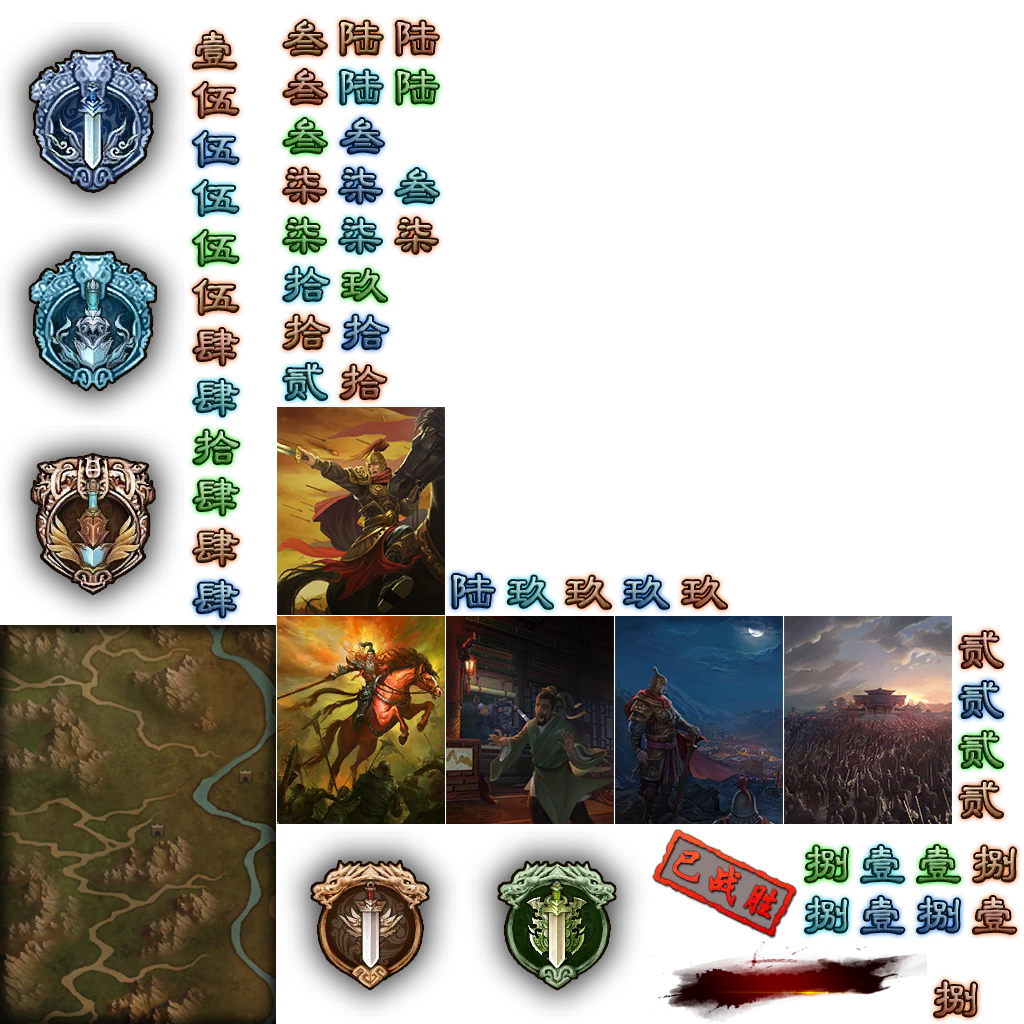 壹
伍
伍
伍
伍
伍
肆
肆
拾
肆
肆
肆
叁 陆 陆
叁 陆 陆
叁 叁
柒 柒 叁
柒 柒 柒
拾 玖
拾 拾
贰 拾
陆 玖 玖 玖 玖
贰
贰
贰
贰
已战胜
捌 壹 壹 捌
捌 壹 捌 壹
捌